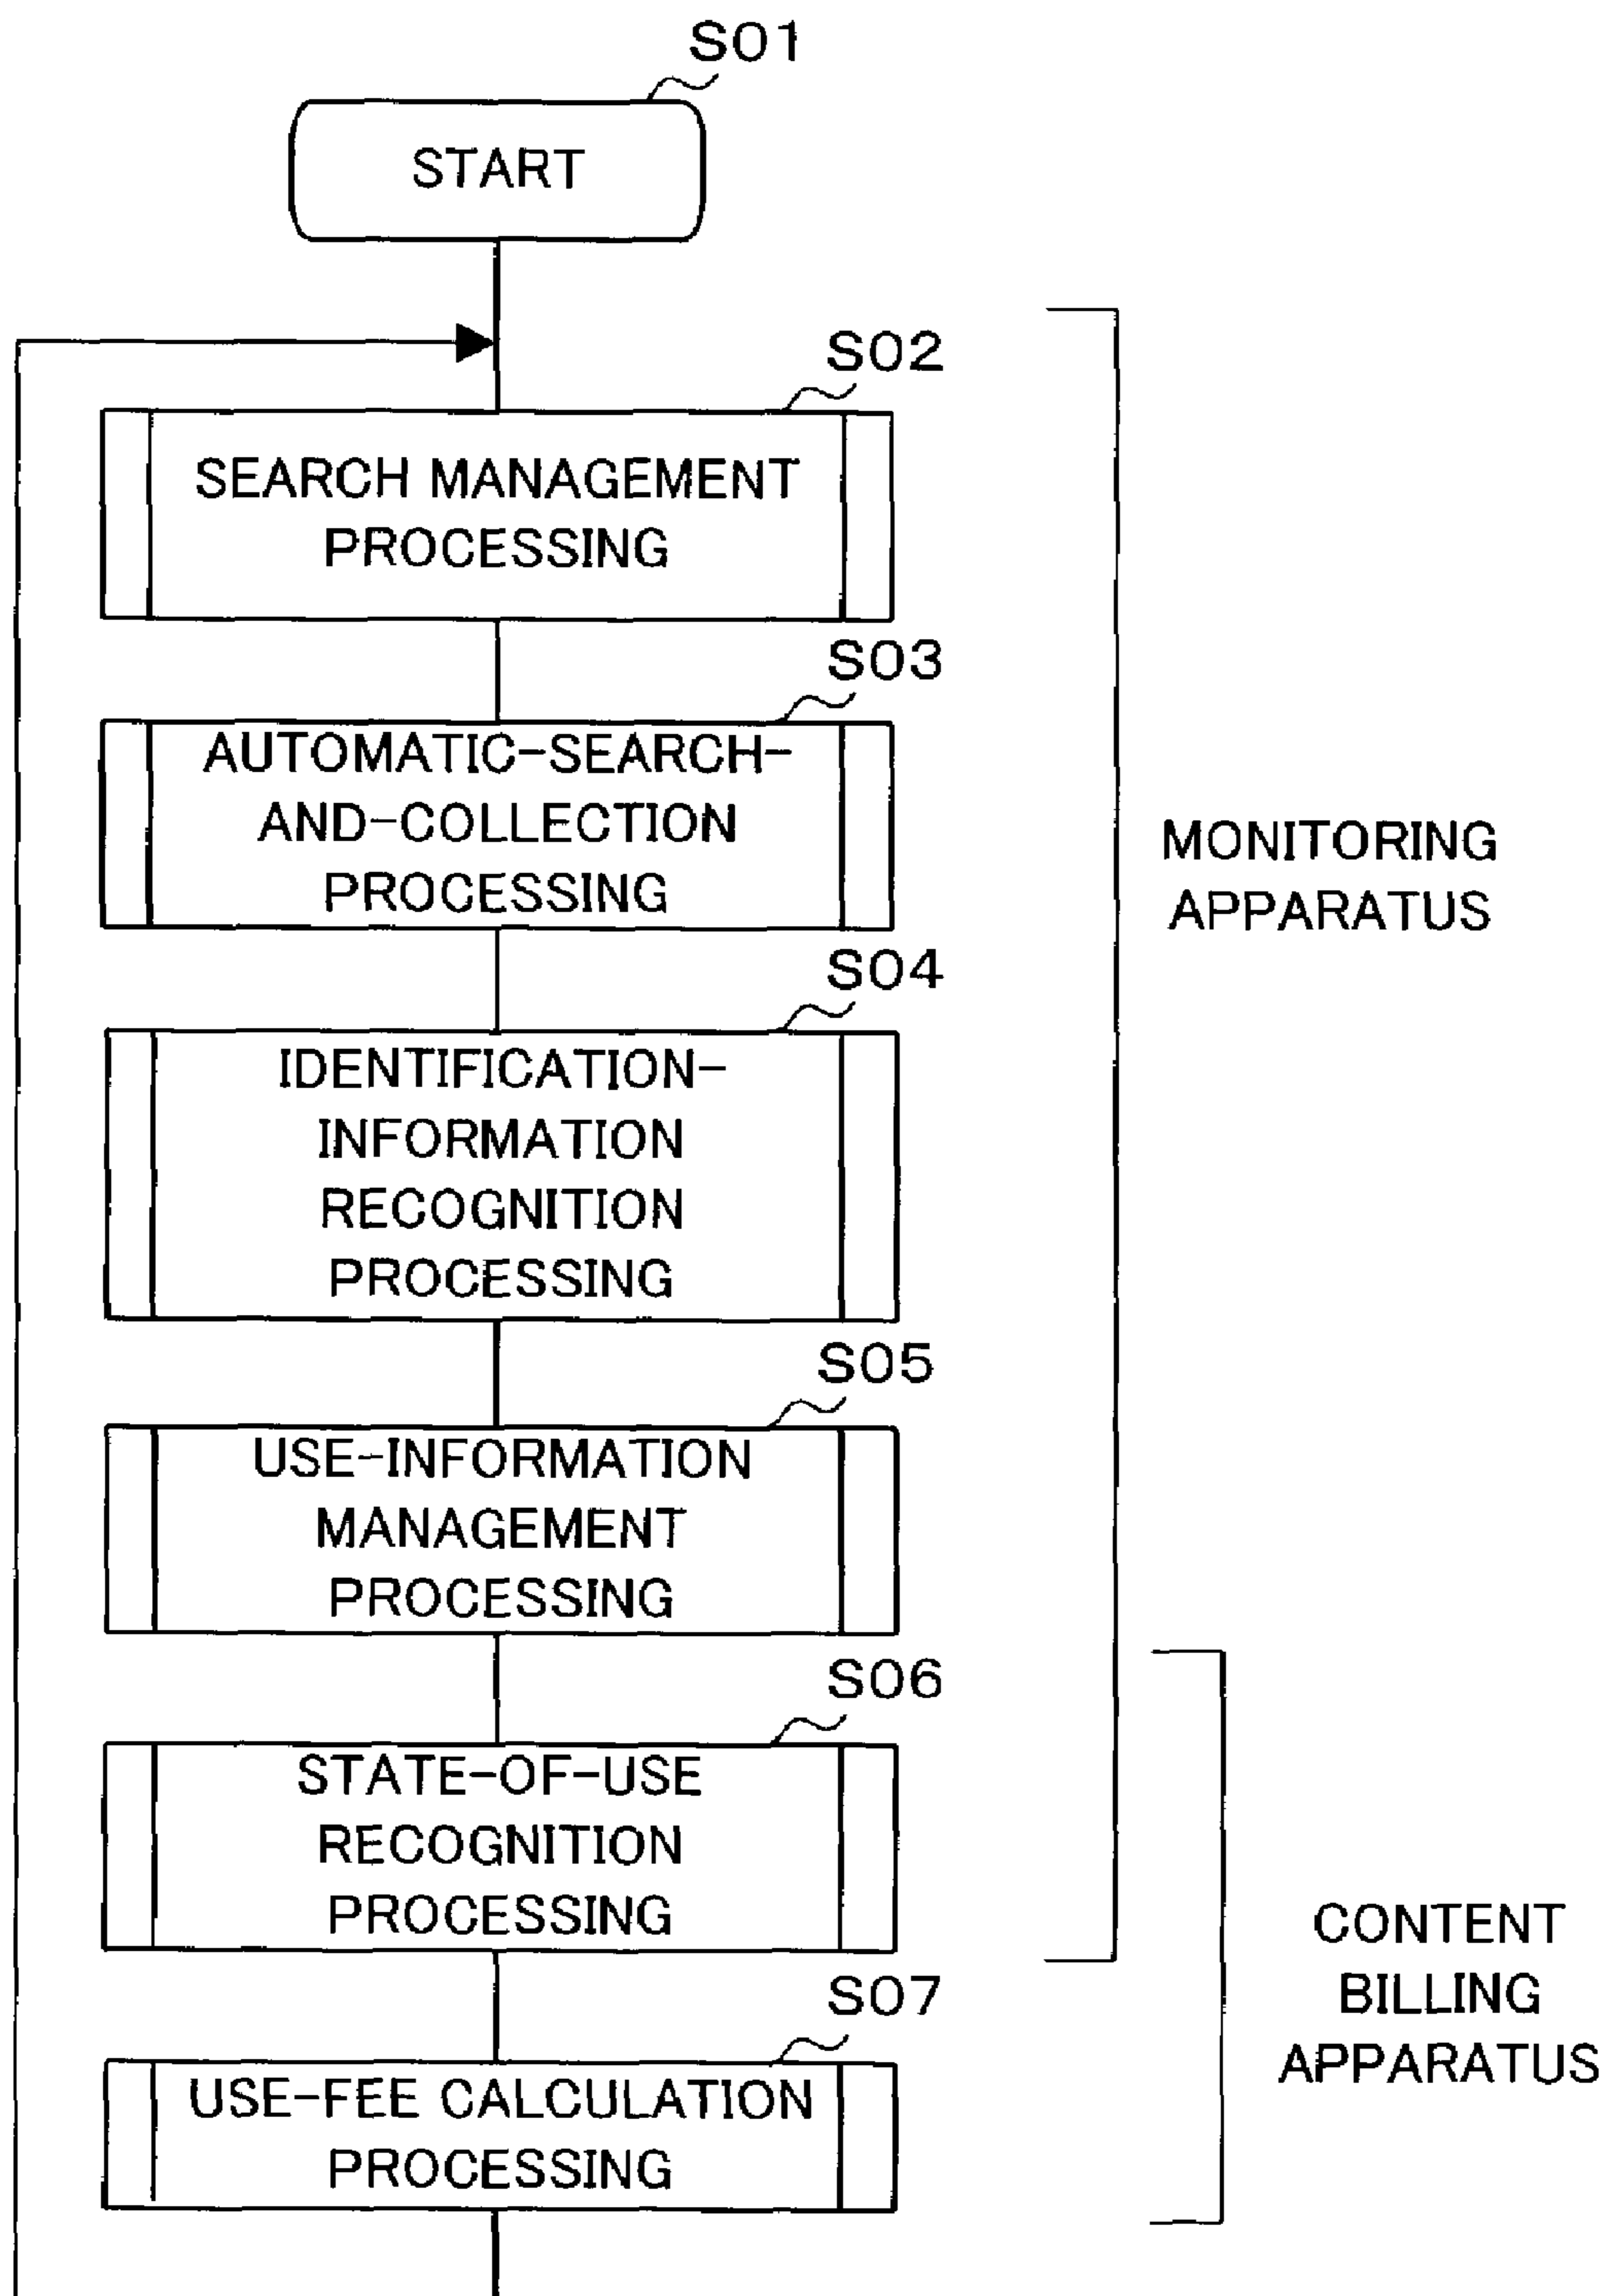 S01
START
S02
SEARCH MANAGEMENT
PROCESSING
S03
AUTOMATIC-SEARCH-
AND-COLLECTION
PROCESSING
MONITORING
APPARATUS
S04
IDENTIFICATION-
INFORMATION
RECOGNITION
PROCESSING
S05
USE-INFORMATION
MANAGEMENT
PROCESSING
S06
STATE-OF-USE
RECOGNITION
PROCESSING
CONTENT
BILLING
APPARATUS
S07
USE-FEE CALCULATION
PROCESSING